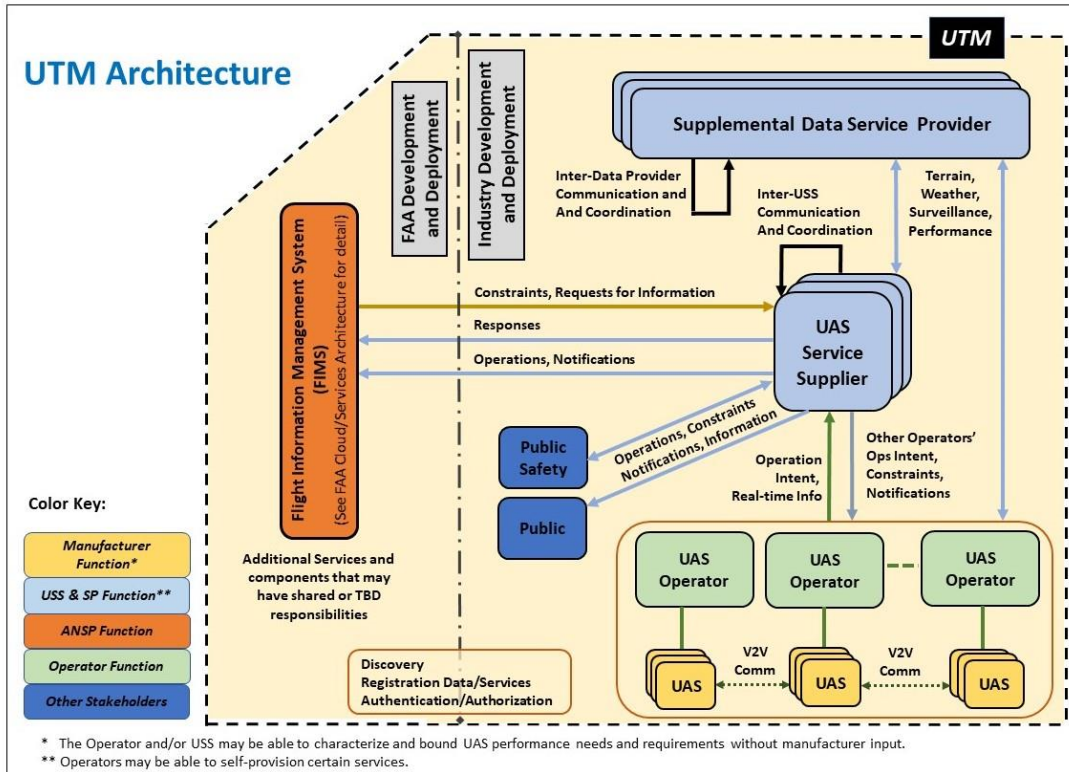 UTM
UTM Architecture
FAA Development
and Deployment
Industry Development
and Deployment
Supplemental Data Service Provider
Inter-Data Provider
Communication and
And Coordination
Inter-USS
Communication
And Coordination
Terrain,
Weather,
Surveillance,
Performance
Flight Information Management System
(FIMS)
(See FAA Cloud/Services Architecture for detail)
Constraints, Requests for Information
Responses
Operations, Notifications
UAS
Service
Supplier
Operations, Constraints
Notifications, Information
Public
Safety
Public
Operation
Intent,
Real-time Info
Other Operators’
Ops Intent,
Constraints,
Notifications
Additional Services and
components that may
have shared or TBD
responsibilities
UAS
Operator
UAS
Operator
UAS
Operator
V2V
Comm
V2V
Comm
UAS
UAS
UAS
Discovery
Registration Data/Services
Authentication/Authorization
Color Key:
Manufacturer
Function*
USS & SP Function**
ANSP Function
Operator Function
Other Stakeholders
* The Operator and/or USS may be able to characterize and bound UAS performance needs and requirements without manufacturer input.
** Operators may be able to self-provision certain services.